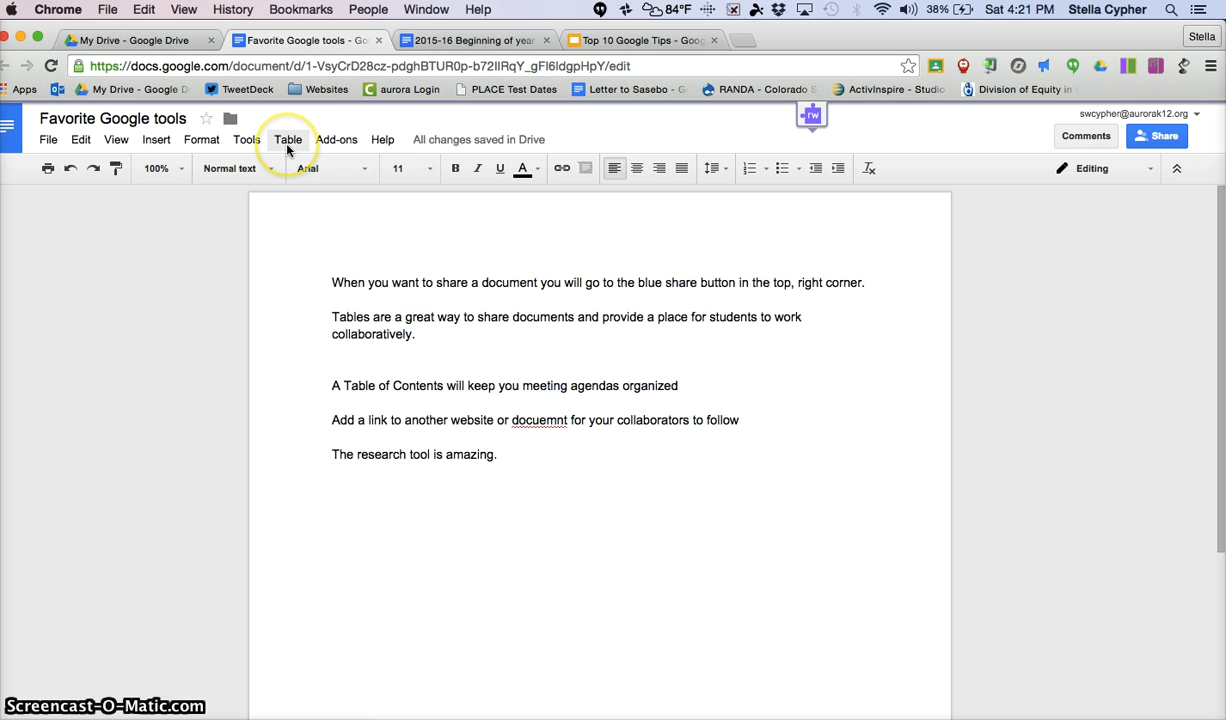 Chrome File Edit View History Bookmarks People Window Help 84°F 38% Sat 4:21 PM Stella Cypher
My Drive - Google Drive Favorite Google tools - Go 2015-16 Beginning of year Top 10 Google Tips - Goog Stella
https://docs.google.com/document/d/1-VsyCrD28cz-pdghBTUR0p-b72IIRqY_gFl6ldgpHpY/edit
Apps My Drive - Google D TweetDeck Websites aurora Login PLACE Test Dates Letter to Sasebo - G RANDA - Colorado S ActivInspire - Studio Division of Equity in
rw
Favorite Google tools swcypher@aurorak12.org
File Edit View Insert Format Tools Table Add-ons Help All changes saved in Drive Comments Share
100% Normal text Arial 11 B I U A Editing
When you want to share a document you will go to the blue share button in the top, right corner.
Tables are a great way to share documents and provide a place for students to work
collaboratively.
A Table of Contents will keep you meeting agendas organized
Add a link to another website or docuemnt for your collaborators to follow
The research tool is amazing.
Screencast-O-Matic.com